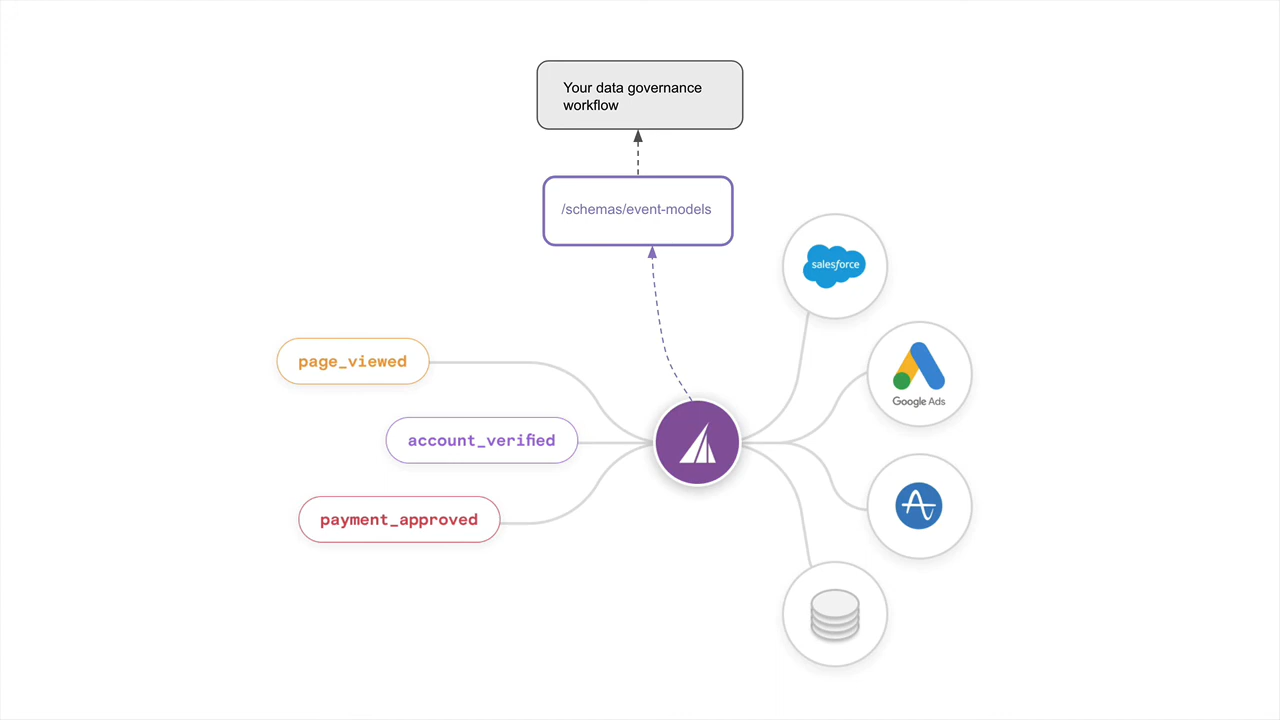 Your data governance
workflow
/schemas/event-models
salesforce
page_viewed
Google Ads
account_verified
payment_approved